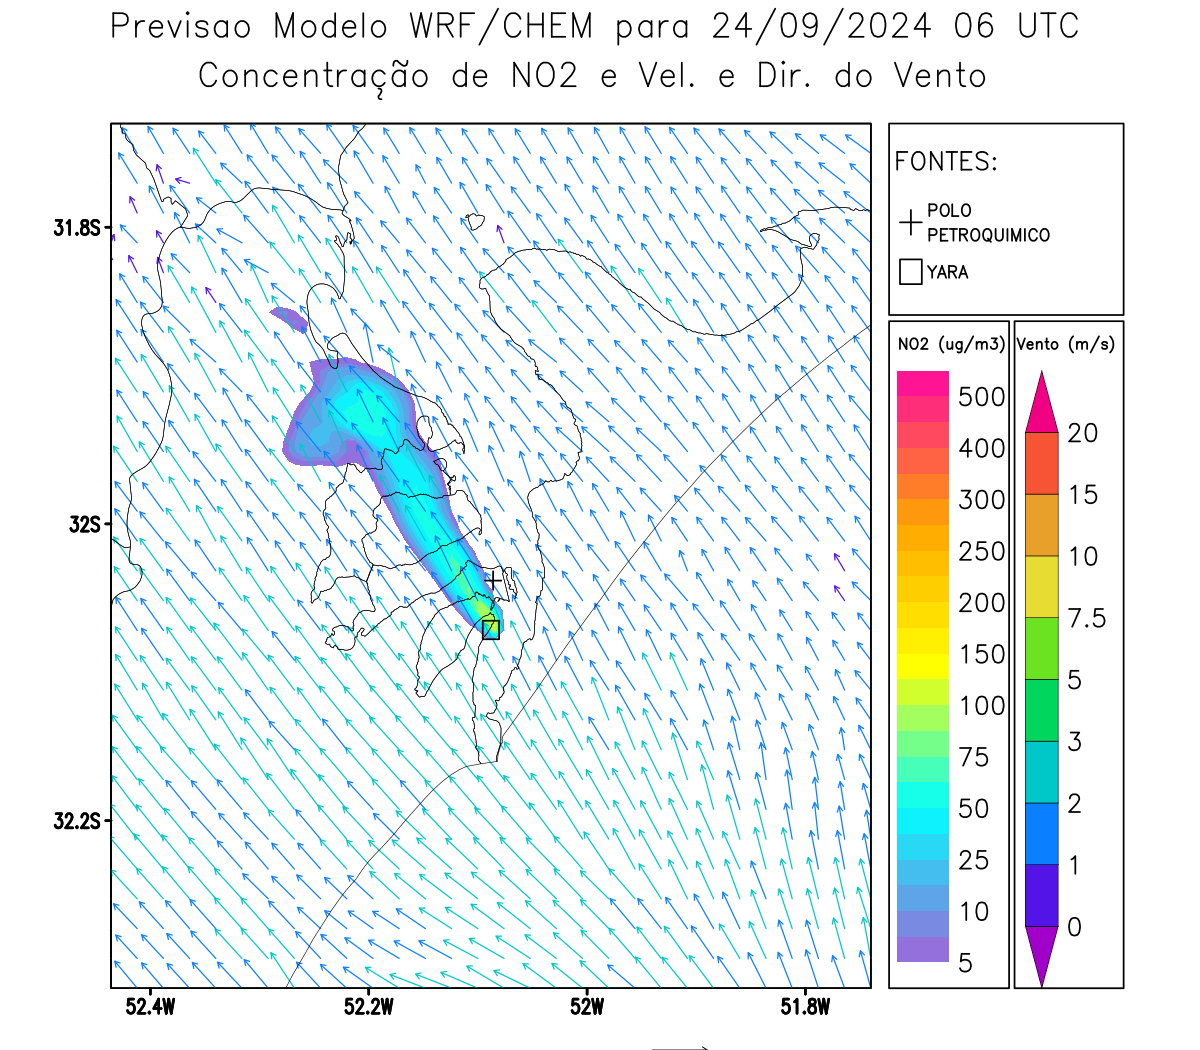 Previsao Modelo WRF/CHEM para 24/09/2024 06 UTC
Concentração de NO2 e Vel. e Dir. do Vento
FONTES:
POLO
PETROQUIMICO
YARA
NO2 (ug/m3)
500
400
300
250
200
150
100
75
50
25
10
5
Vento (m/s)
20
15
10
7.5
5
3
2
1
0
31.8S
32S
32.2S
52.4W
52.2W
52W
51.8W